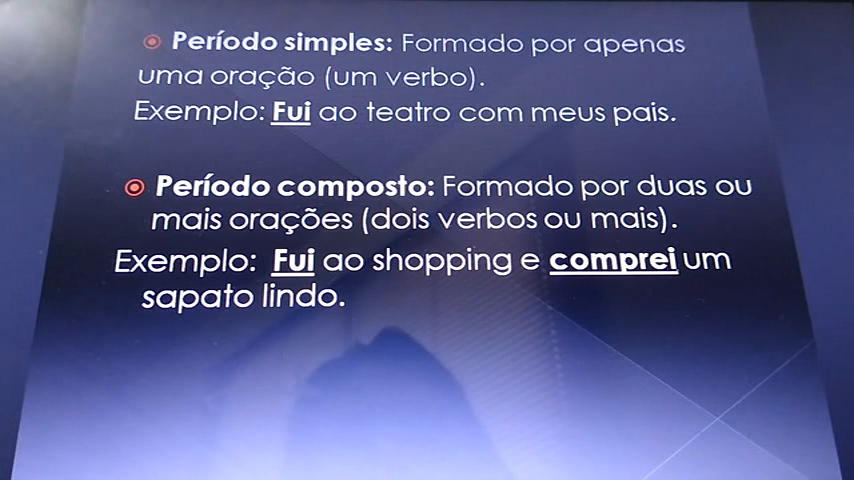 Período simples: Formado por apenas
uma oração (um verbo).
Exemplo: Fui ao teatro com meus pais.
Período composto: Formado por duas ou
mais orações (dois verbos ou mais).
Exemplo: Fui ao shopping e comprei um
sapato lindo.